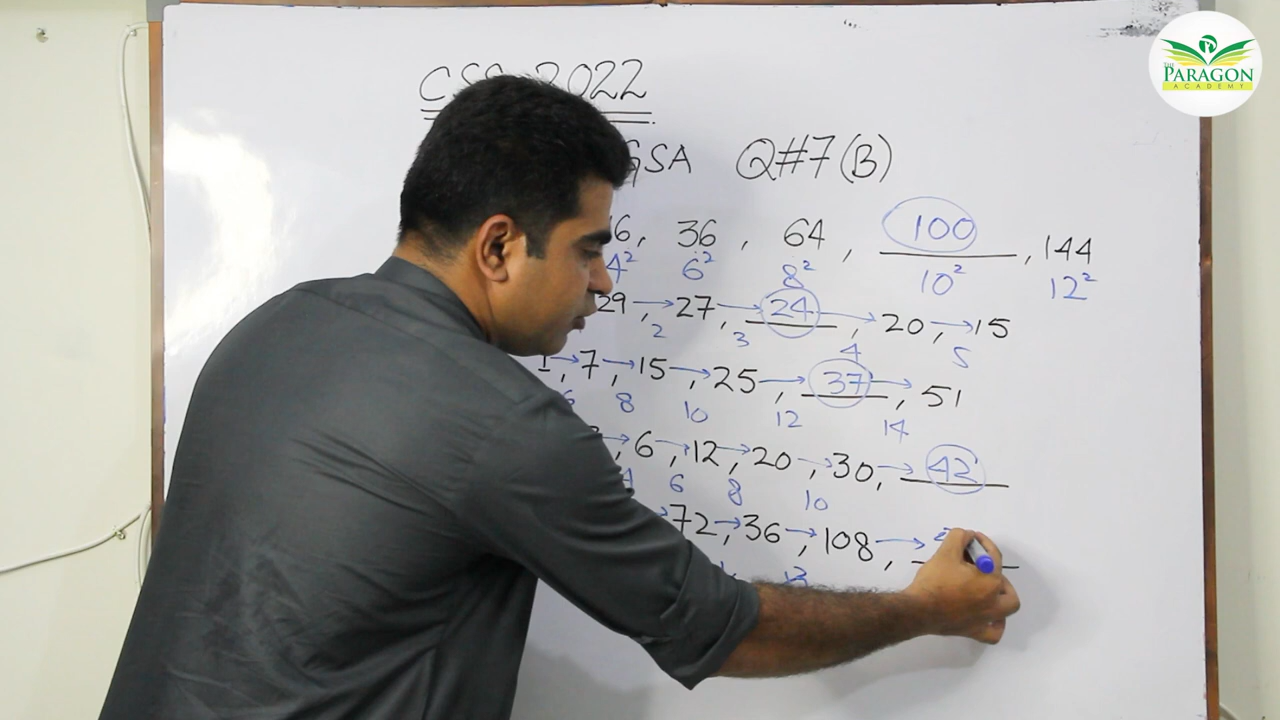 THE
PARAGON
ACADEMY
2022
GSA Q#7(B)
16, 36, 64, 100, 144
4² 6² 8² 10² 12²
29, 27, 24, 20, 15
2 3 4 5
1, 7, 15, 25, 37, 51
6 8 10 12 14
, 6, 12, 20, 30, 42
4 6 8 10
72, 36, 108,